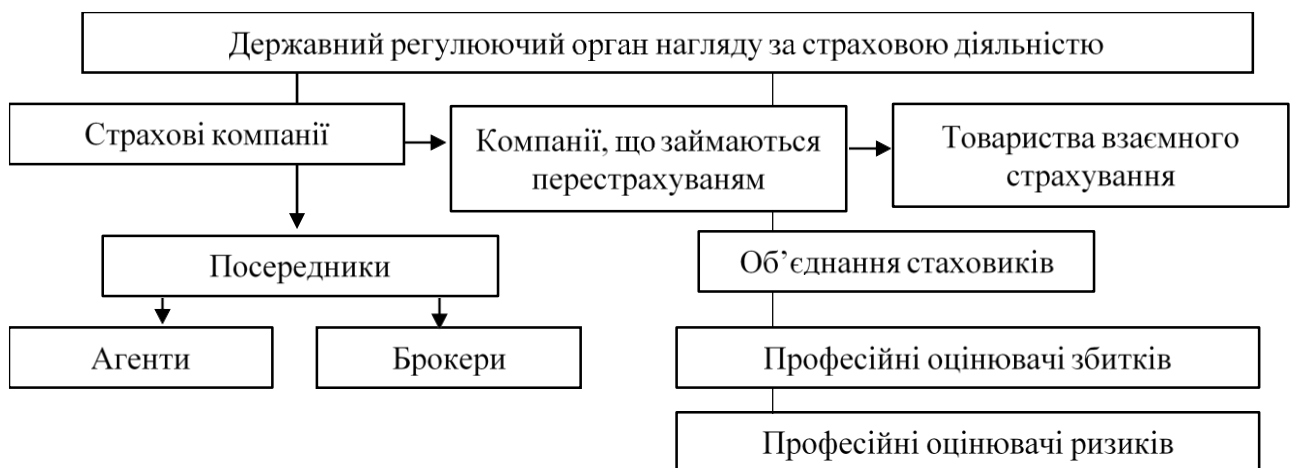 Державний регулюючий орган нагляду за страховою діяльністю
Страхові компанії
Компанії, що займаються
перестрахуваням
Товариства взаємного
страхування
Посередники
Об’єднання стаховиків
Агенти
Брокери
Професійні оцінювачі збитків
Професійні оцінювачі ризиків